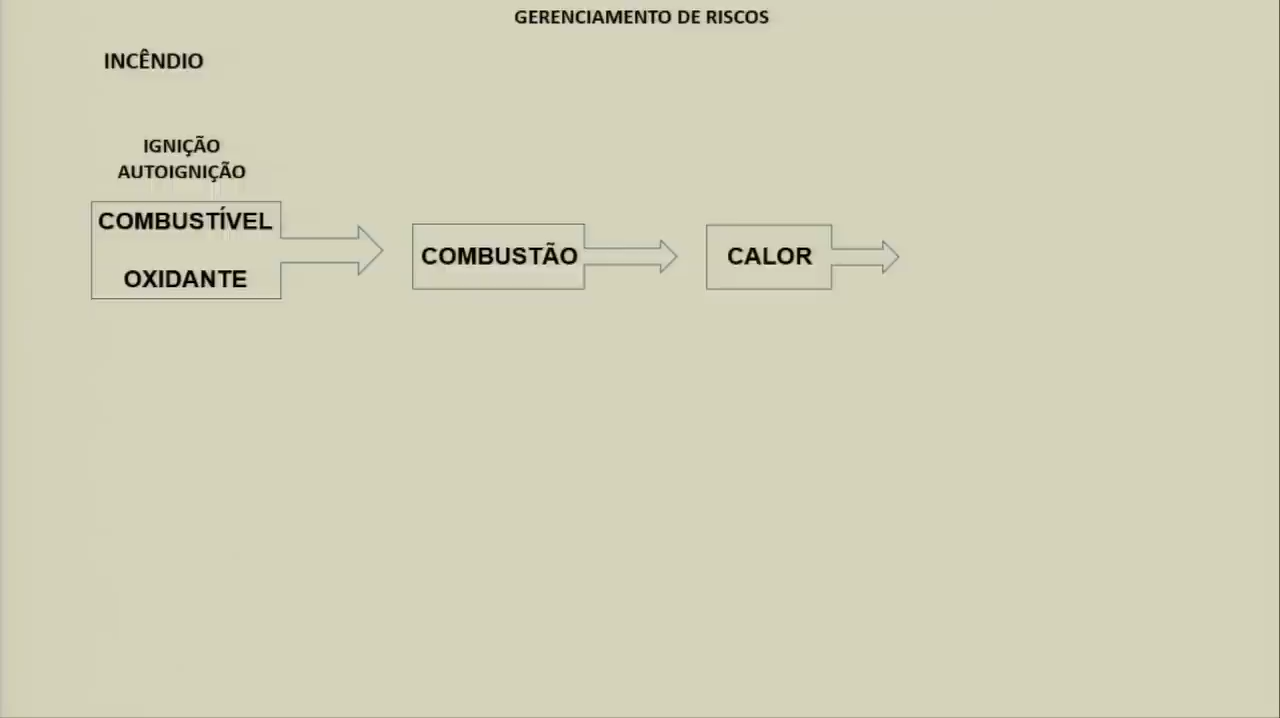 GERENCIAMENTO DE RISCOS
INCÊNDIO
IGNIÇÃO
AUTOIGNIÇÃO
COMBUSTÍVEL
OXIDANTE
COMBUSTÃO
CALOR